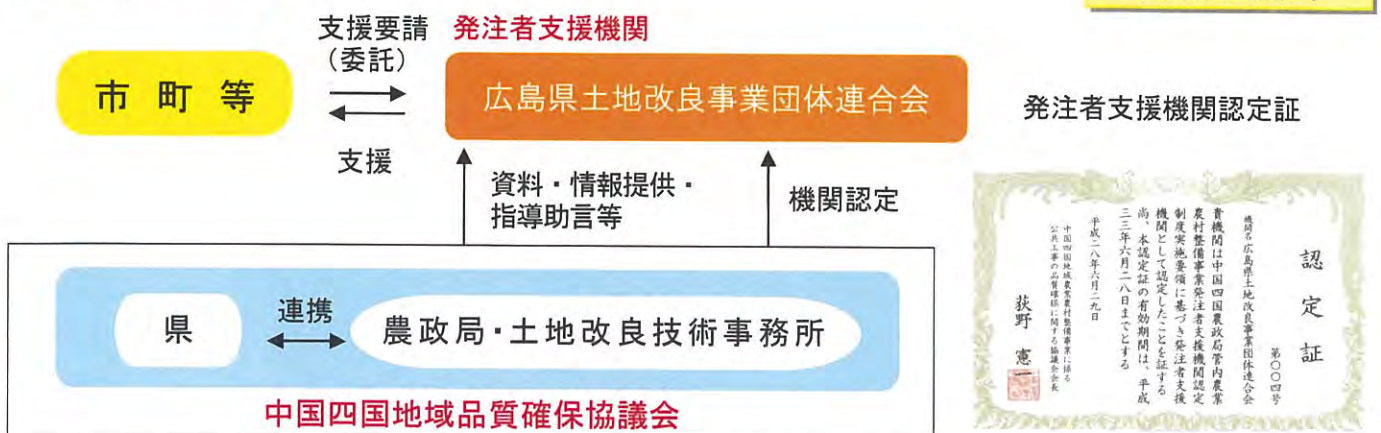 支援要請
(委託)
発注者支援機関
市町等
広島県土地改良事業団体連合会
支援
資料・情報提供・
指導助言等
機関認定
県
連携
農政局・土地改良技術事務所
中国四国地域品質確保協議会
発注者支援機関認定証
認定証
第〇〇四号
機関名 広島県土地改良事業団体連合会
貴機関は中国四国農政局管内農業
農村整備事業発注者支援機関認定
制度実施要領に基づき発注者支援
機関として認定したことを証する
尚、本認定証の有効期間は、平成
三三年六月二八日までとする
平成二八年六月二九日
中国四国地域農業農村整備事業に係る
公共工事の品質確保に関する協議会会長
荻野 憲一